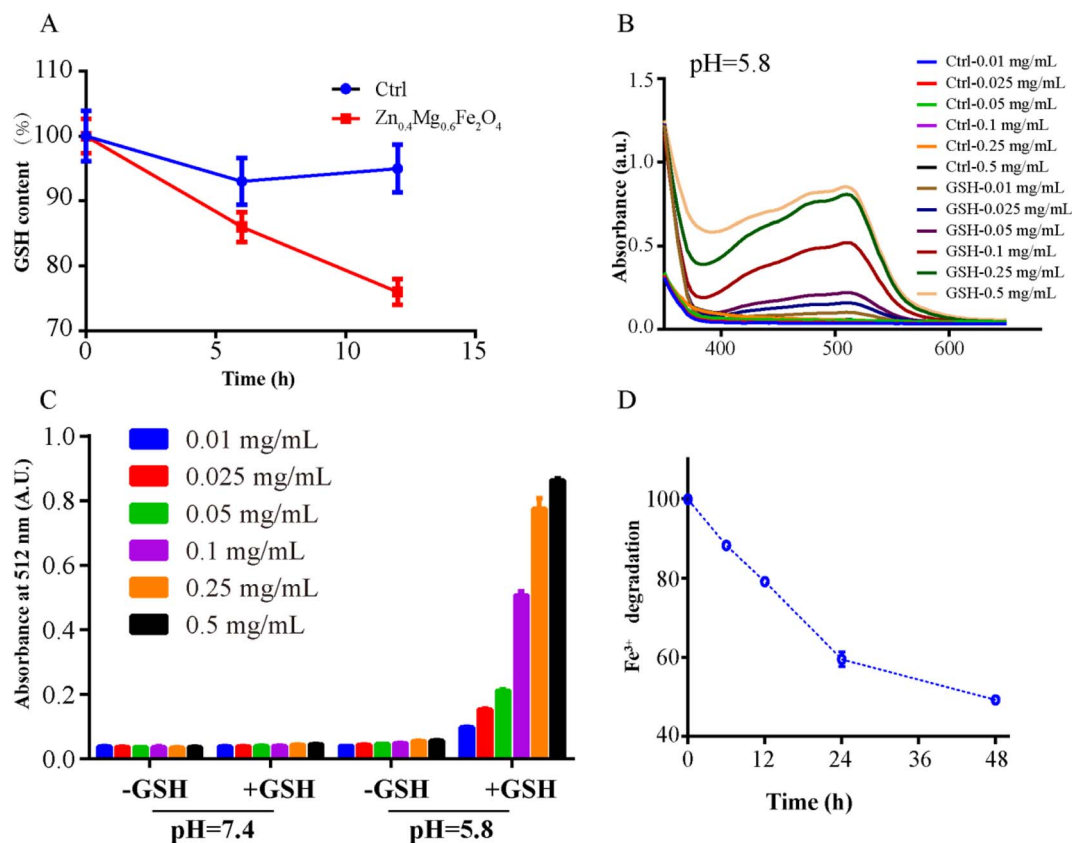 A
110
100
90
80
70
GSH content (%)
Ctrl
Zn0.4Mg0.6Fe2O4
0
5
10
15
Time (h)
B
pH=5.8
1.5
1.0
0.5
0.0
Absorbance (a.u.)
400
500
600
Ctrl-0.01 mg/mL
Ctrl-0.025 mg/mL
Ctrl-0.05 mg/mL
Ctrl-0.1 mg/mL
Ctrl-0.25 mg/mL
Ctrl-0.5 mg/mL
GSH-0.01 mg/mL
GSH-0.025 mg/mL
GSH-0.05 mg/mL
GSH-0.1 mg/mL
GSH-0.25 mg/mL
GSH-0.5 mg/mL
C
1.0
0.8
0.6
0.4
0.2
0.0
Absorbance at 512 nm (A.U.)
0.01 mg/mL
0.025 mg/mL
0.05 mg/mL
0.1 mg/mL
0.25 mg/mL
0.5 mg/mL
-GSH +GSH -GSH +GSH
pH=7.4 pH=5.8
D
100
80
60
40
Fe3+ degradation
0
12
24
36
48
Time (h)